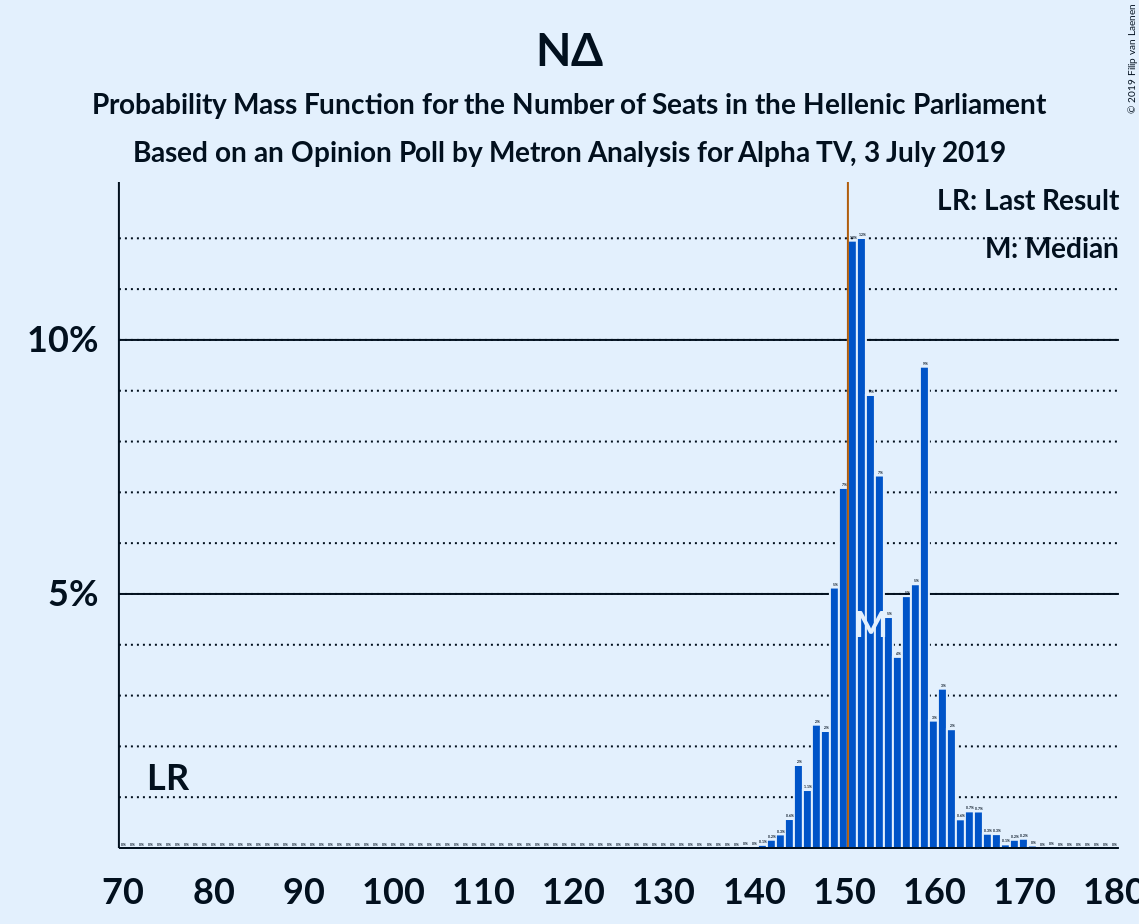 ΝΔ
Probability Mass Function for the Number of Seats in the Hellenic Parliament
Based on an Opinion Poll by Metron Analysis for Alpha TV, 3 July 2019
© 2019 Filip van Laenen
LR: Last Result
M: Median
10%
5%
M
LR
70 80 90 100 110 120 130 140 150 160 170 180